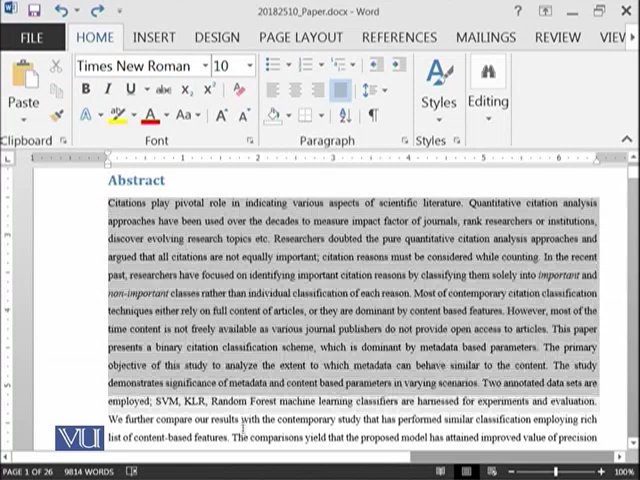 20182510_Paper.docx - Word
FILE HOME INSERT DESIGN PAGE LAYOUT REFERENCES MAILINGS REVIEW VIEV
Times New Roman 10
Paste
Styles
Editing
Clipboard Font Paragraph Styles
1 1 2 3 4 5 6
Abstract
Citations play pivotal role in indicating various aspects of scientific literature. Quantitative citation analysis
approaches have been used over the decades to measure impact factor of journals, rank researchers or institutions,
discover evolving research topics etc. Researchers doubted the pure quantitative citation analysis approaches and
argued that all citations are not equally important; citation reasons must be considered while counting. In the recent
past, researchers have focused on identifying important citation reasons by classifying them solely into important and
non-important classes rather than individual classification of each reason. Most of contemporary citation classification
techniques either rely on full content of articles, or they are dominant by content based features. However, most of the
time content is not freely available as various journal publishers do not provide open access to articles. This paper
presents a binary citation classification scheme, which is dominant by metadata based parameters. The primary
objective of this study to analyze the extent to which metadata can behave similar to the content. The study
demonstrates significance of metadata and content based parameters in varying scenarios. Two annotated data sets are
employed; SVM, KLR, Random Forest machine learning classifiers are harnessed for experiments and evaluation.
We further compare our results with the contemporary study that has performed similar classification employing rich
list of content-based features. The comparisons yield that the proposed model has attained improved value of precision
VU
PAGE 1 OF 26 9814 WORDS 100%